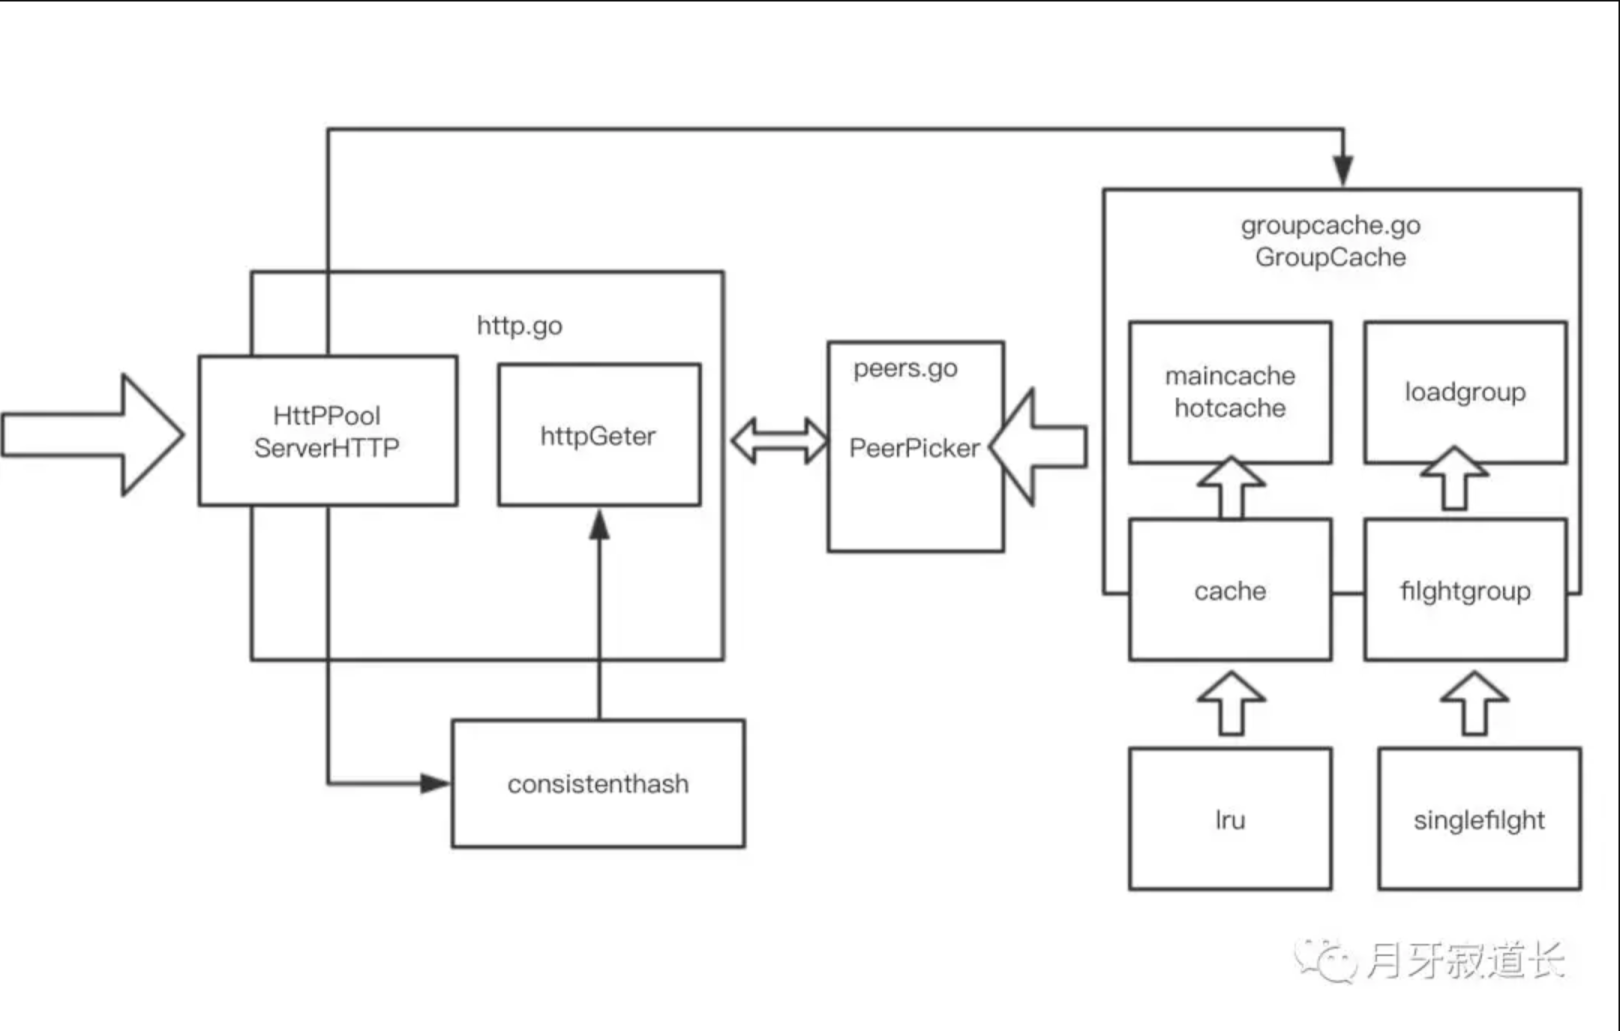 groupcache.go
GroupCache
http.go
HttPPool
ServerHTTP
httpGeter
peers.go
PeerPicker
maincache
hotcache
loadgroup
cache
filghtgroup
consistenthash
lru
singlefilght
月牙寂道长